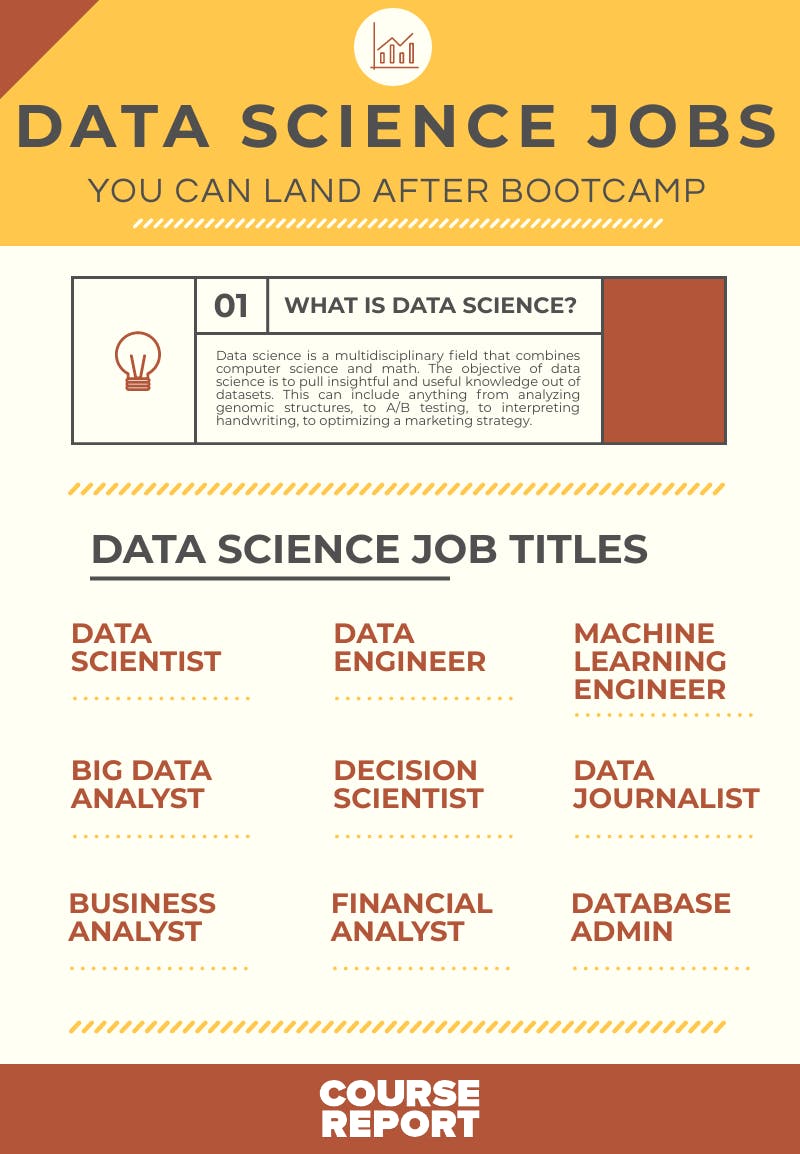 DATA SCIENCE JOBS
YOU CAN LAND AFTER BOOTCAMP
01
WHAT IS DATA SCIENCE?
Data science is a multidisciplinary field that combines
computer science and math. The objective of data
science is to pull insightful and useful knowledge out of
datasets. This can include anything from analyzing
genomic structures, to A/B testing, to interpreting
handwriting, to optimizing a marketing strategy.
DATA SCIENCE JOB TITLES
DATA
SCIENTIST
DATA
ENGINEER
MACHINE
LEARNING
ENGINEER
BIG DATA
ANALYST
DECISION
SCIENTIST
DATA
JOURNALIST
BUSINESS
ANALYST
FINANCIAL
ANALYST
DATABASE
ADMIN
COURSE
REPORT